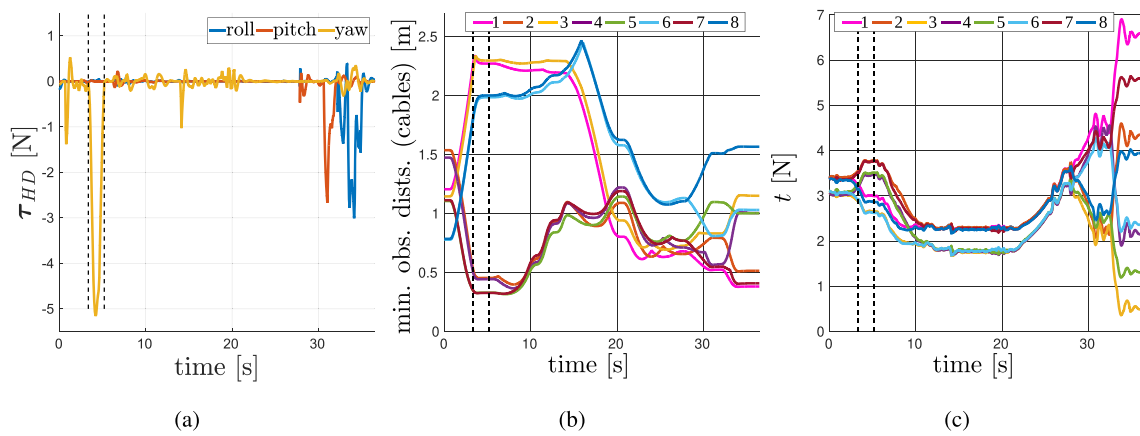 roll pitch yaw
τ_HD [N]
1
0
-1
-2
-3
-4
-5
0 10 20 30
time [s]
(a)
1 2 3 4 5 6 7 8
min. obs. dists. (cables) [m]
2.5
2
1.5
1
0.5
0
0 10 20 30
time [s]
(b)
1 2 3 4 5 6 7 8
t [N]
7
6
5
4
3
2
1
0
0 10 20 30
time [s]
(c)